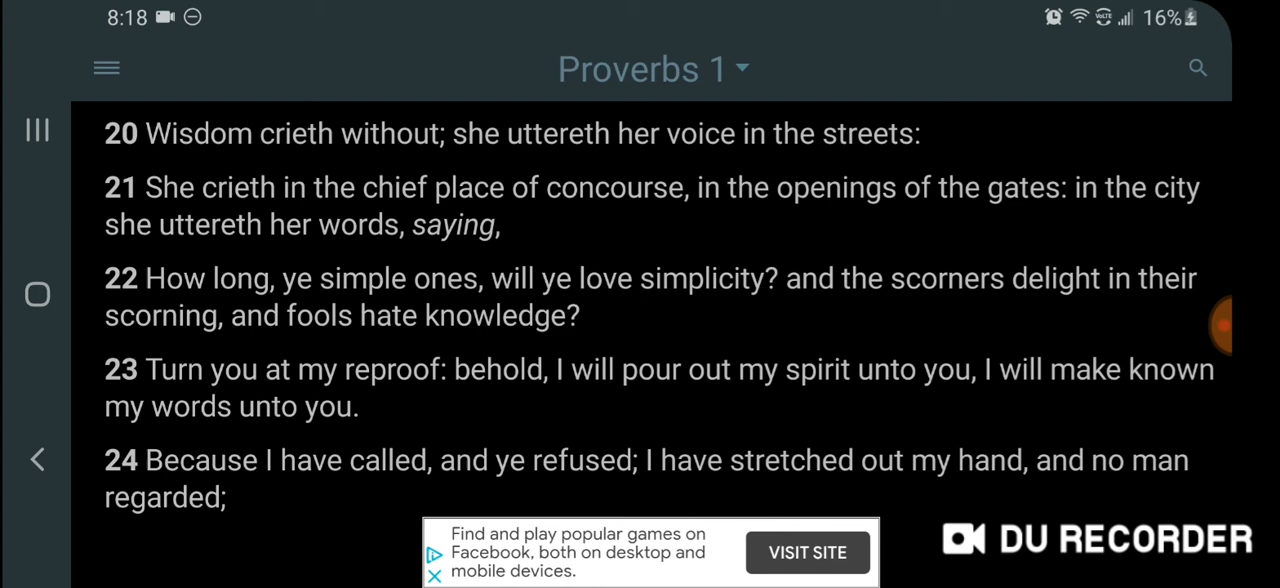 8:18
16%
Proverbs 1
20 Wisdom crieth without; she uttereth her voice in the streets:
21 She crieth in the chief place of concourse, in the openings of the gates: in the city
she uttereth her words, saying,
22 How long, ye simple ones, will ye love simplicity? and the scorners delight in their
scorning, and fools hate knowledge?
23 Turn you at my reproof: behold, I will pour out my spirit unto you, I will make known
my words unto you.
24 Because I have called, and ye refused; I have stretched out my hand, and no man
regarded;
Find and play popular games on
Facebook, both on desktop and
mobile devices.
VISIT SITE
DU RECORDER